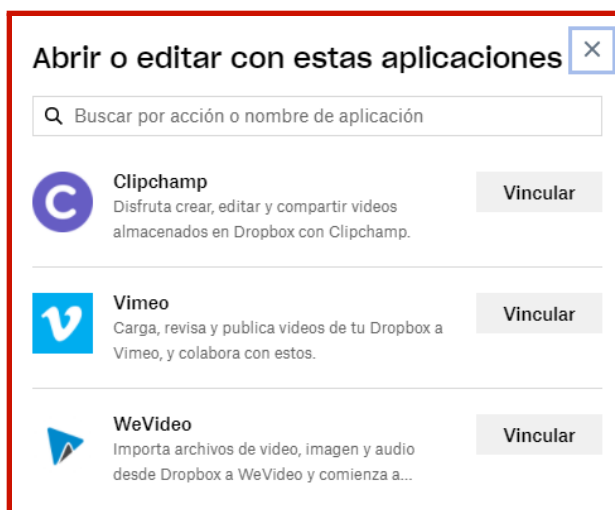 Abrir o editar con estas aplicaciones
Buscar por acción o nombre de aplicación
Clipchamp
Vincular
Disfruta crear, editar y compartir videos
almacenados en Dropbox con Clipchamp.
Vimeo
Vincular
Carga, revisa y publica videos de tu Dropbox a
Vimeo, y colabora con estos.
WeVideo
Vincular
Importa archivos de video, imagen y audio
desde Dropbox a WeVideo y comienza a...